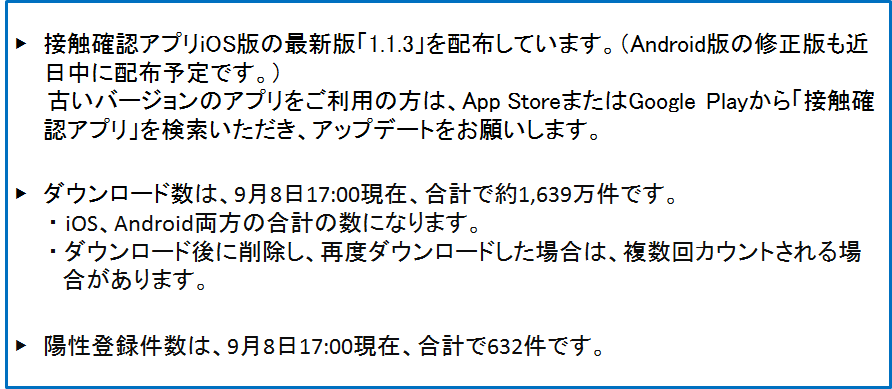 ▶ 接触確認アプリiOS版の最新版「1.1.3」を配布しています。（Android版の修正版も近
日中に配布予定です。）
古いバージョンのアプリをご利用の方は、App StoreまたはGoogle Playから「接触確
認アプリ」を検索いただき、アップデートをお願いします。
▶ ダウンロード数は、9月8日17:00現在、合計で約1,639万件です。
・iOS、Android両方の合計の数になります。
・ダウンロード後に削除し、再度ダウンロードした場合は、複数回カウントされる場
合があります。
▶ 陽性登録件数は、9月8日17:00現在、合計で632件です。